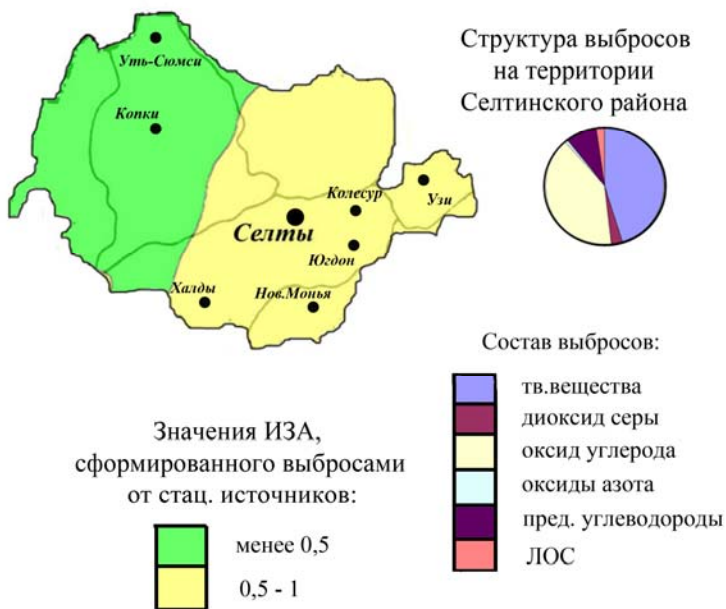 Структура выбросов
на территории
Селтинского района
Уть-Сюмси
Копки
Колесур
Узи
Селты
Югдон
Халды
Нов.Монья
Состав выбросов:
тв.вещества
диоксид серы
оксид углерода
оксиды азота
пред. углеводороды
ЛОС
Значения ИЗА,
сформированного выбросами
от стац. источников:
менее 0,5
0,5 - 1